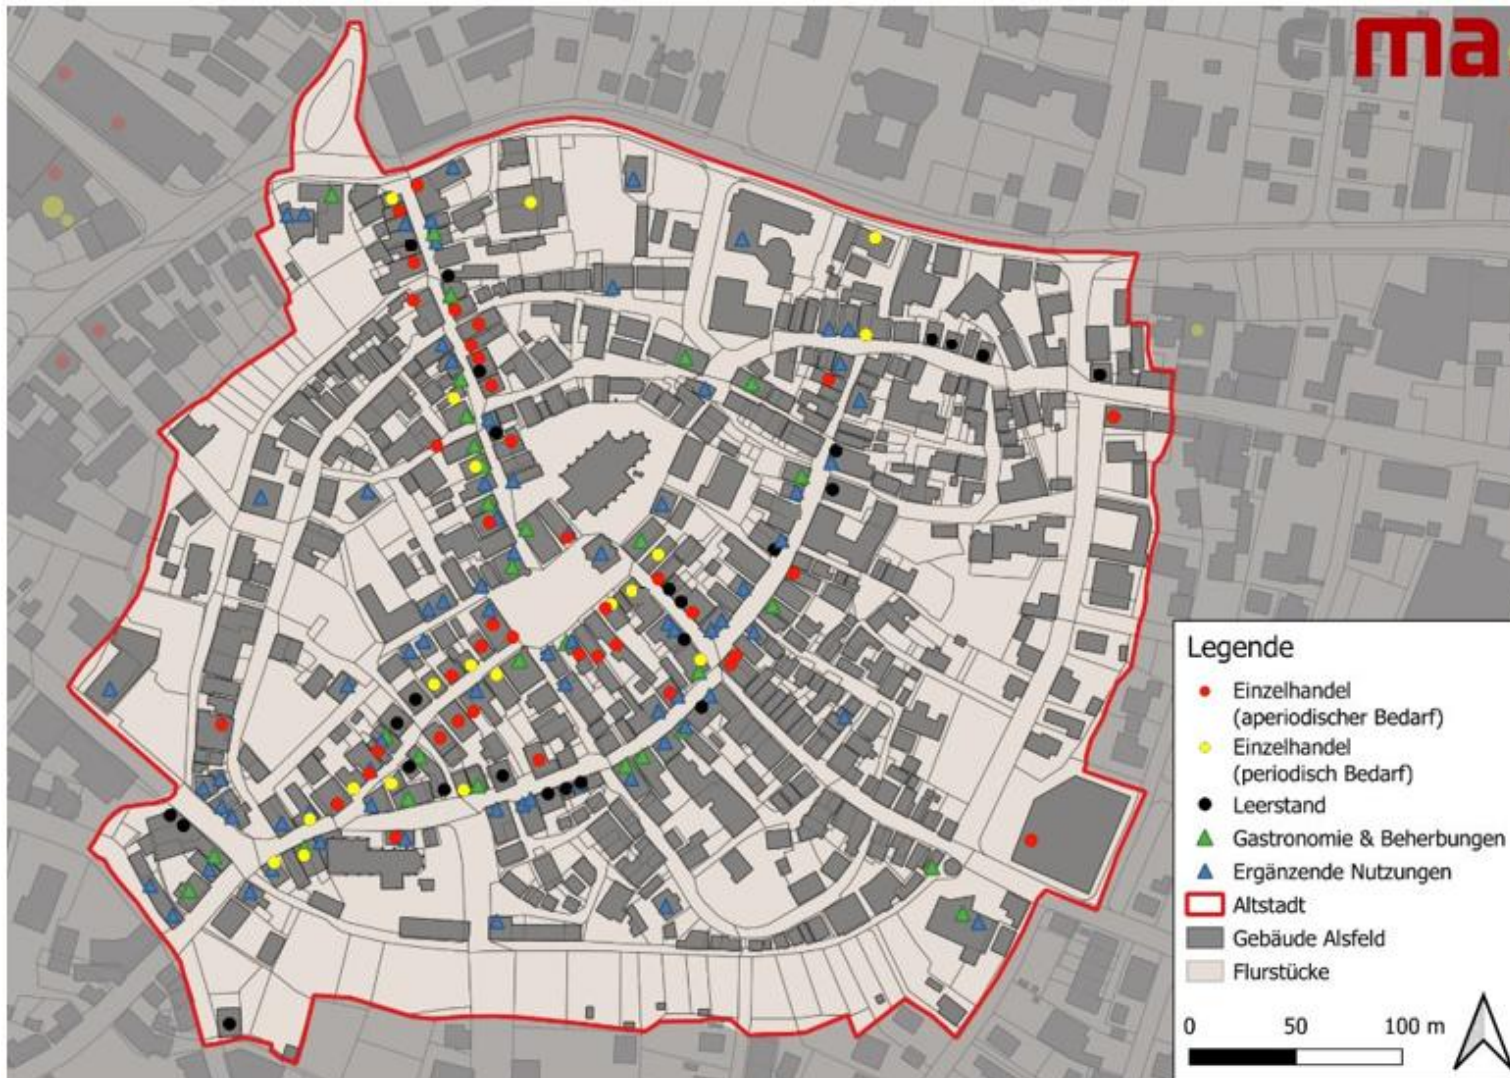 cima
Legende
Einzelhandel
(aperiodischer Bedarf)
Einzelhandel
(periodisch Bedarf)
Leerstand
Gastronomie & Beherbungen
Ergänzende Nutzungen
Altstadt
Gebäude Alsfeld
Flurstücke
0 50 100 m